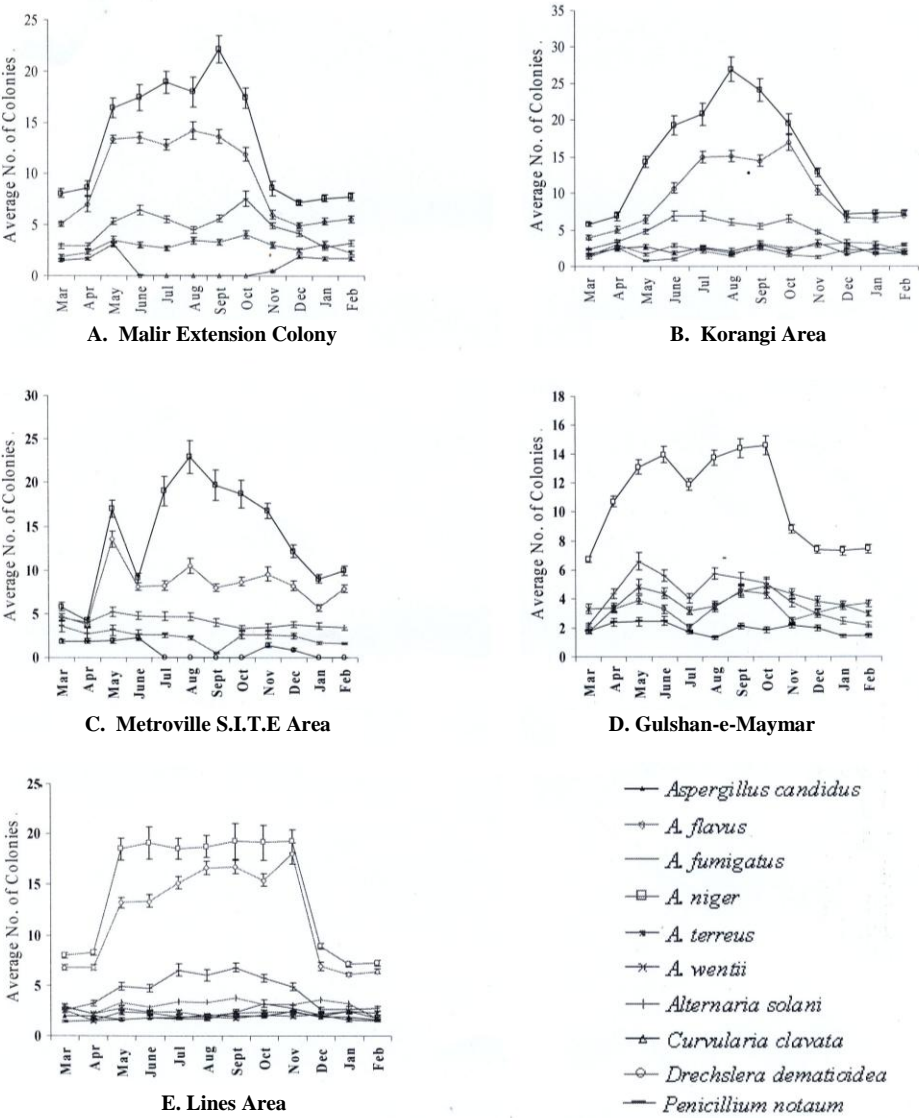 Average No. of Colonies .
25
20
15
10
5
0
Mar Apr May June Jul Aug Sept Oct Nov Dec Jan Feb
A. Malir Extension Colony
Average No. of Colonies .
35
30
25
20
15
10
5
0
Mar Apr May June Jul Aug Sept Oct Nov Dec Jan Feb
B. Korangi Area
Average No. of Colonies .
30
25
20
15
10
5
0
Mar Apr May June Jul Aug Sept Oct Nov Dec Jan Feb
C. Metroville S.I.T.E Area
Average No. of Colonies .
18
16
14
12
10
8
6
4
2
0
Mar Apr May June Jul Aug Sept Oct Nov Dec Jan Feb
D. Gulshan-e-Maymar
Average No. of Colonies .
25
20
15
10
5
0
Mar Apr May June Jul Aug Sept Oct Nov Dec Jan Feb
E. Lines Area
Aspergillus candidus
A. flavus
A. fumigatus
A. niger
A. terreus
A. wentii
Alternaria solani
Curvularia clavata
Drechslera dematioidea
Penicillium notaum